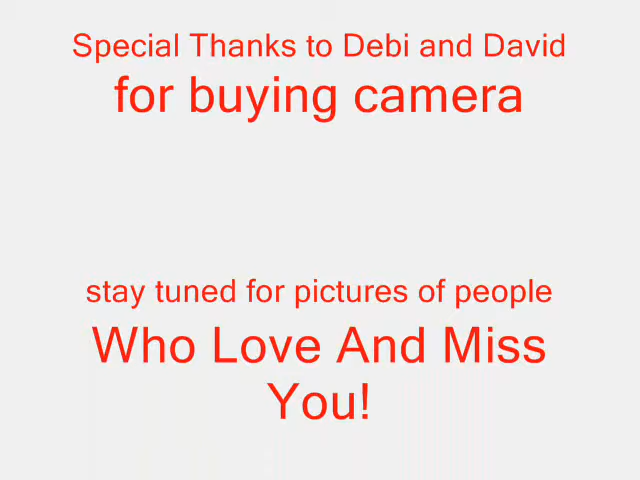 Special Thanks to Debi and David
for buying camera
stay tuned for pictures of people
Who Love And Miss
You!